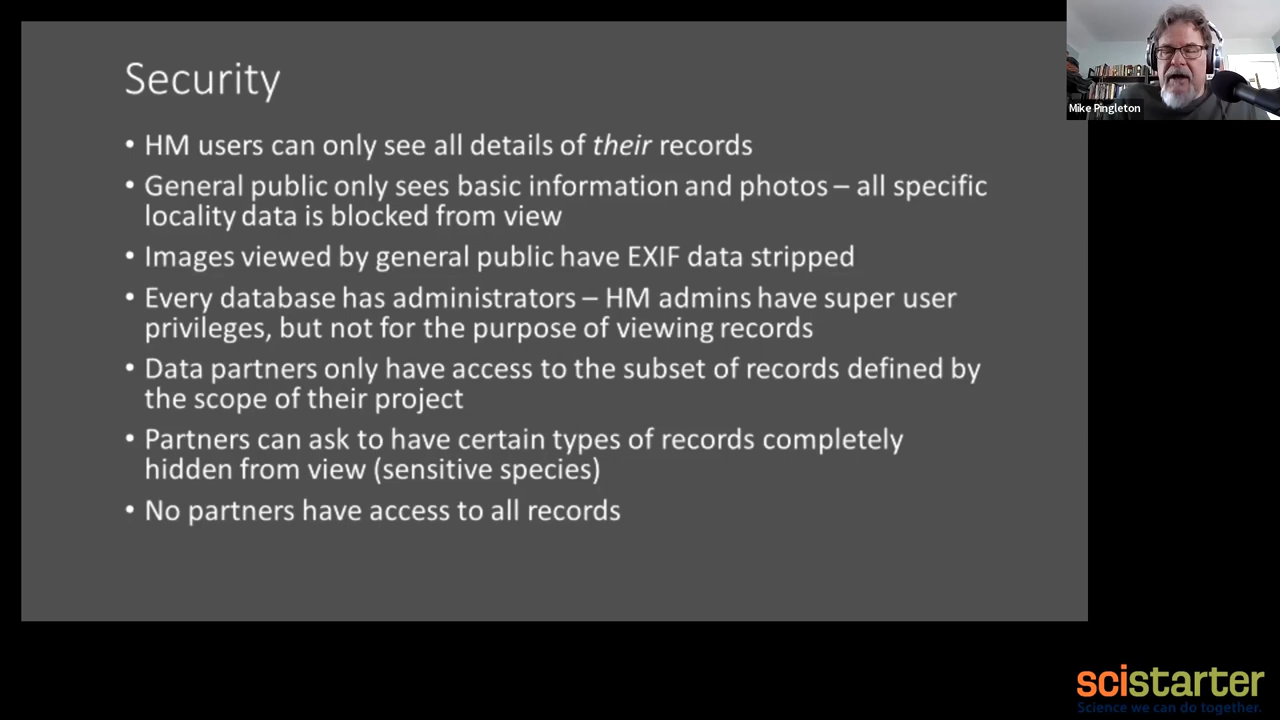 Security
• HM users can only see all details of their records
• General public only sees basic information and photos – all specific
locality data is blocked from view
• Images viewed by general public have EXIF data stripped
• Every database has administrators – HM admins have super user
privileges, but not for the purpose of viewing records
• Data partners only have access to the subset of records defined by
the scope of their project
• Partners can ask to have certain types of records completely
hidden from view (sensitive species)
• No partners have access to all records
Mike Pingleton
scistarter
Science we can do together.